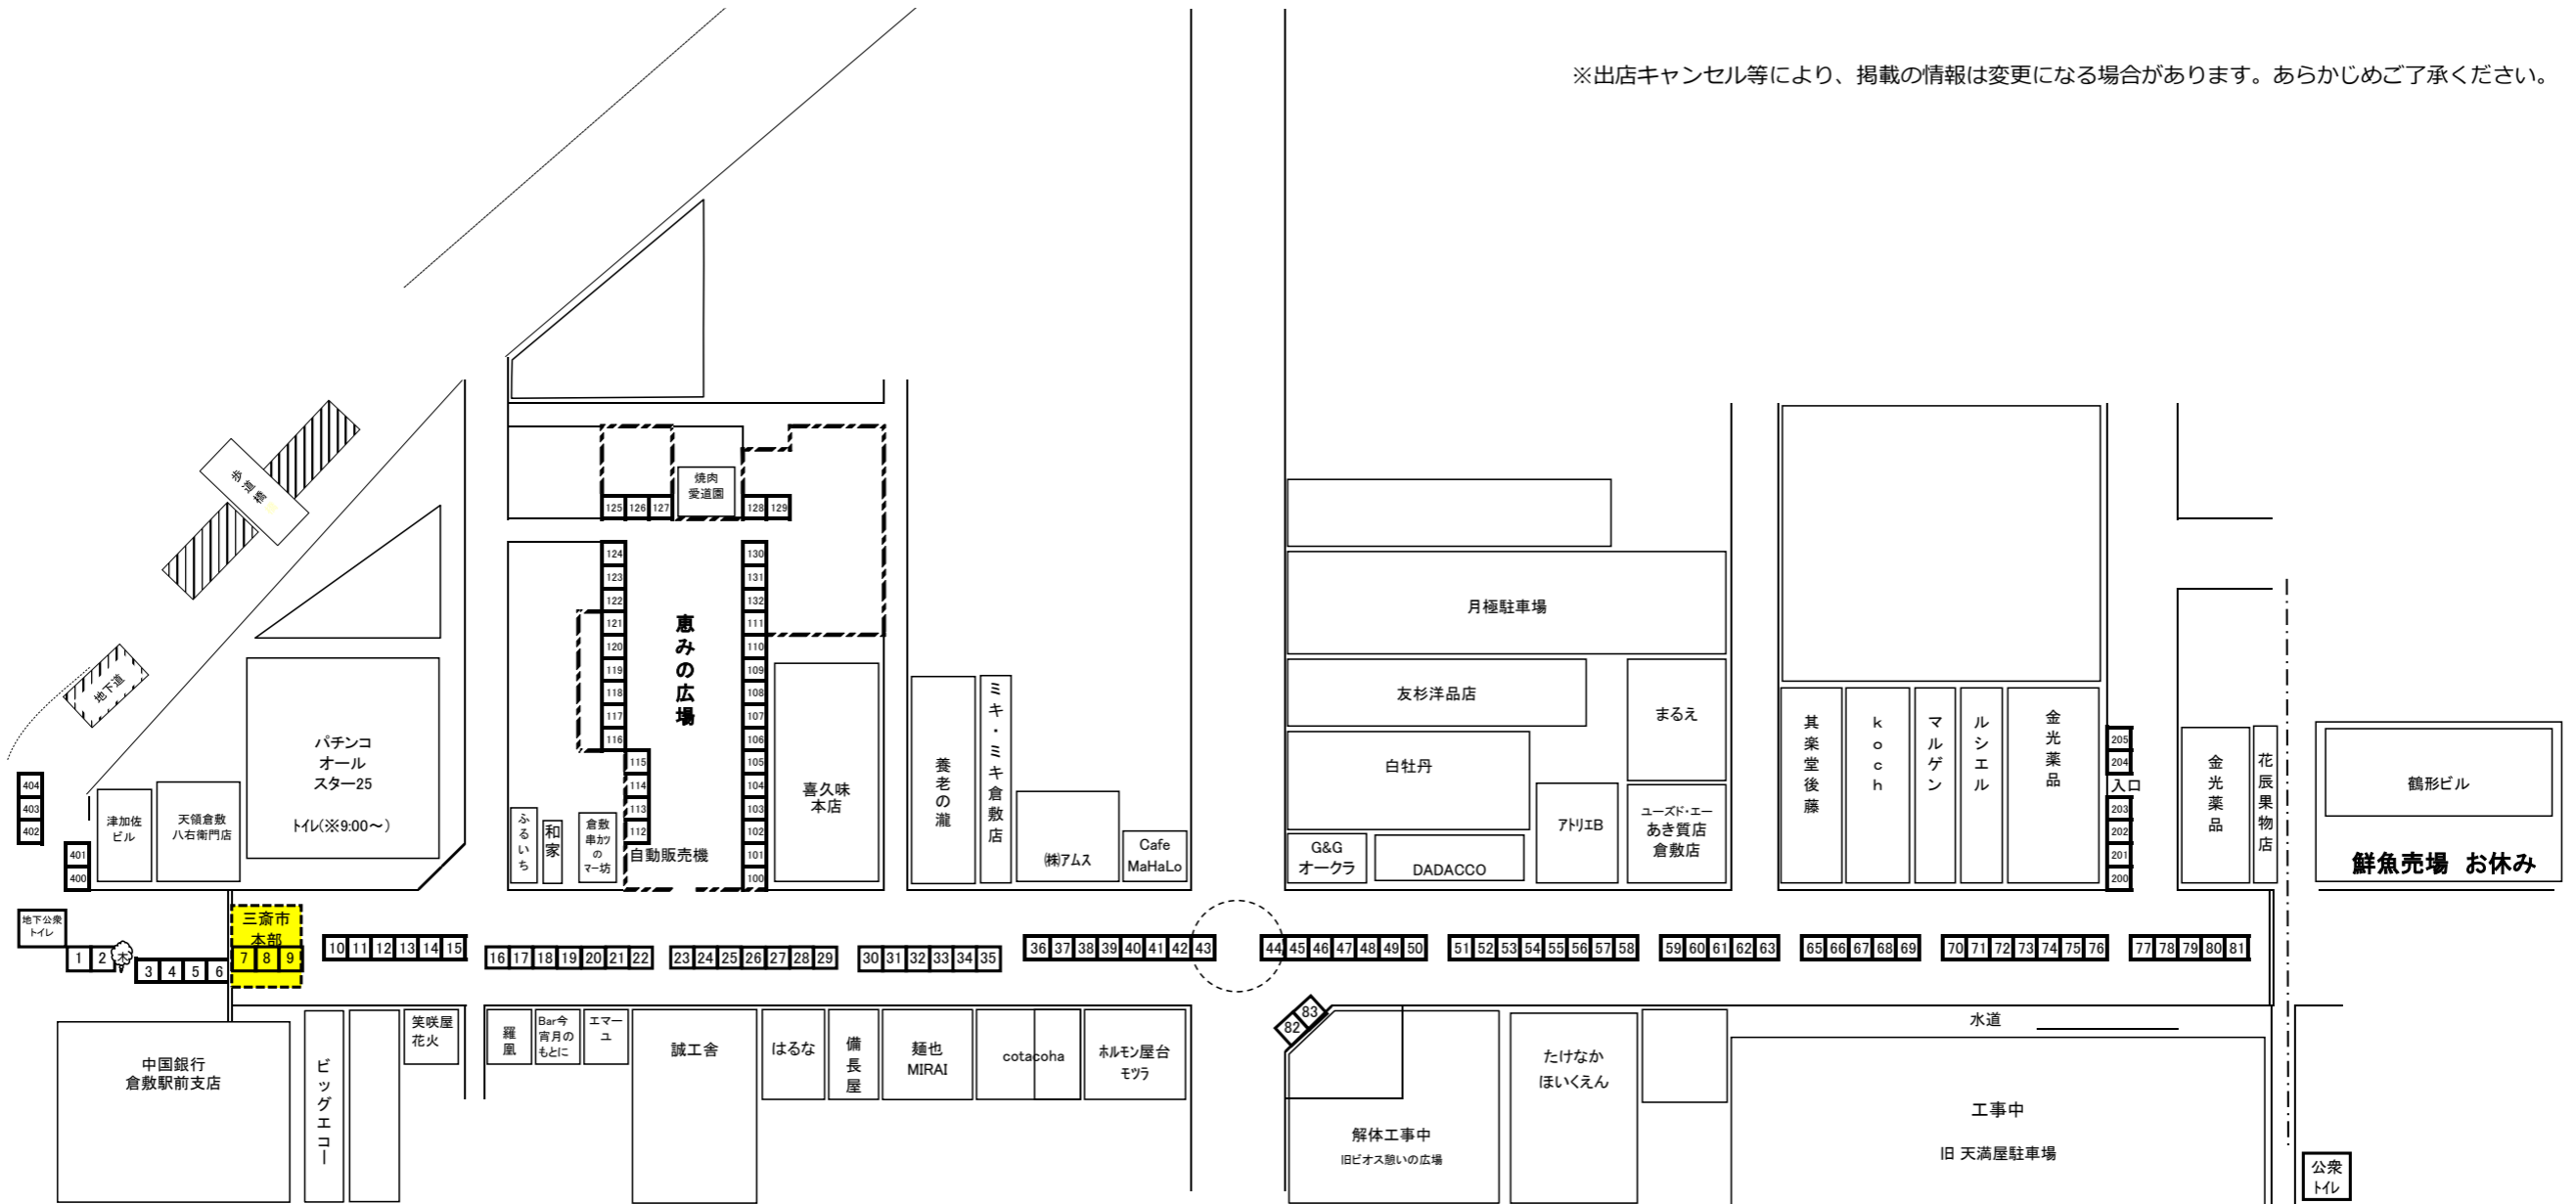 ※出店キャンセル等により、掲載の情報は変更になる場合があります。あらかじめご了承ください。
歩道橋
地下道
焼肉
愛道園
125 126 127
128 129
124
123
122
121
120
119
118
117
116
115
114
113
112
恵みの広場
130
131
132
111
110
109
108
107
106
105
104
103
102
101
100
自動販売機
404
403
402
401
400
津加佐
ビル
天領倉敷
八右衛門店
パチンコ
オール
スター25
トイレ(※9:00～)
ふるいち
和家
倉敷
串カツ
の
マー坊
喜久味
本店
養老の瀧
ミキ・ミキ倉敷店
㈱アムス
Cafe
MaHaLo
月極駐車場
友杉洋品店
まるえ
白牡丹
G&G
オークラ
DADACCO
アトリエB
ユーズド・エー
あき質店
倉敷店
其楽堂後藤
koch
マルゲン
ルシエル
金光薬品
205
204
入口
203
202
201
200
金光薬品
花辰果物店
鶴形ビル
鮮魚売場 お休み
地下公衆
トイレ
三斎市
本部
1 2
木
3 4 5 6
7 8 9
10 11 12 13 14 15
16 17 18 19 20 21 22
23 24 25 26 27 28 29
30 31 32 33 34 35
36 37 38 39 40 41 42 43
44 45 46 47 48 49 50
51 52 53 54 55 56 57 58
59 60 61 62 63
65 66 67 68 69
70 71 72 73 74 75 76
77 78 79 80 81
82 83
中国銀行
倉敷駅前支店
ビッグエコー
笑咲屋
花火
羅凰
Bar今
宵月の
もとに
エマー
ユ
誠工舎
はるな
備長屋
麺也
MIRAI
cotacoha
ホルモン屋台
モツラ
解体工事中
旧ビオス憩いの広場
たけなか
ほいくえん
水道
工事中
旧 天満屋駐車場
公衆
トイレ